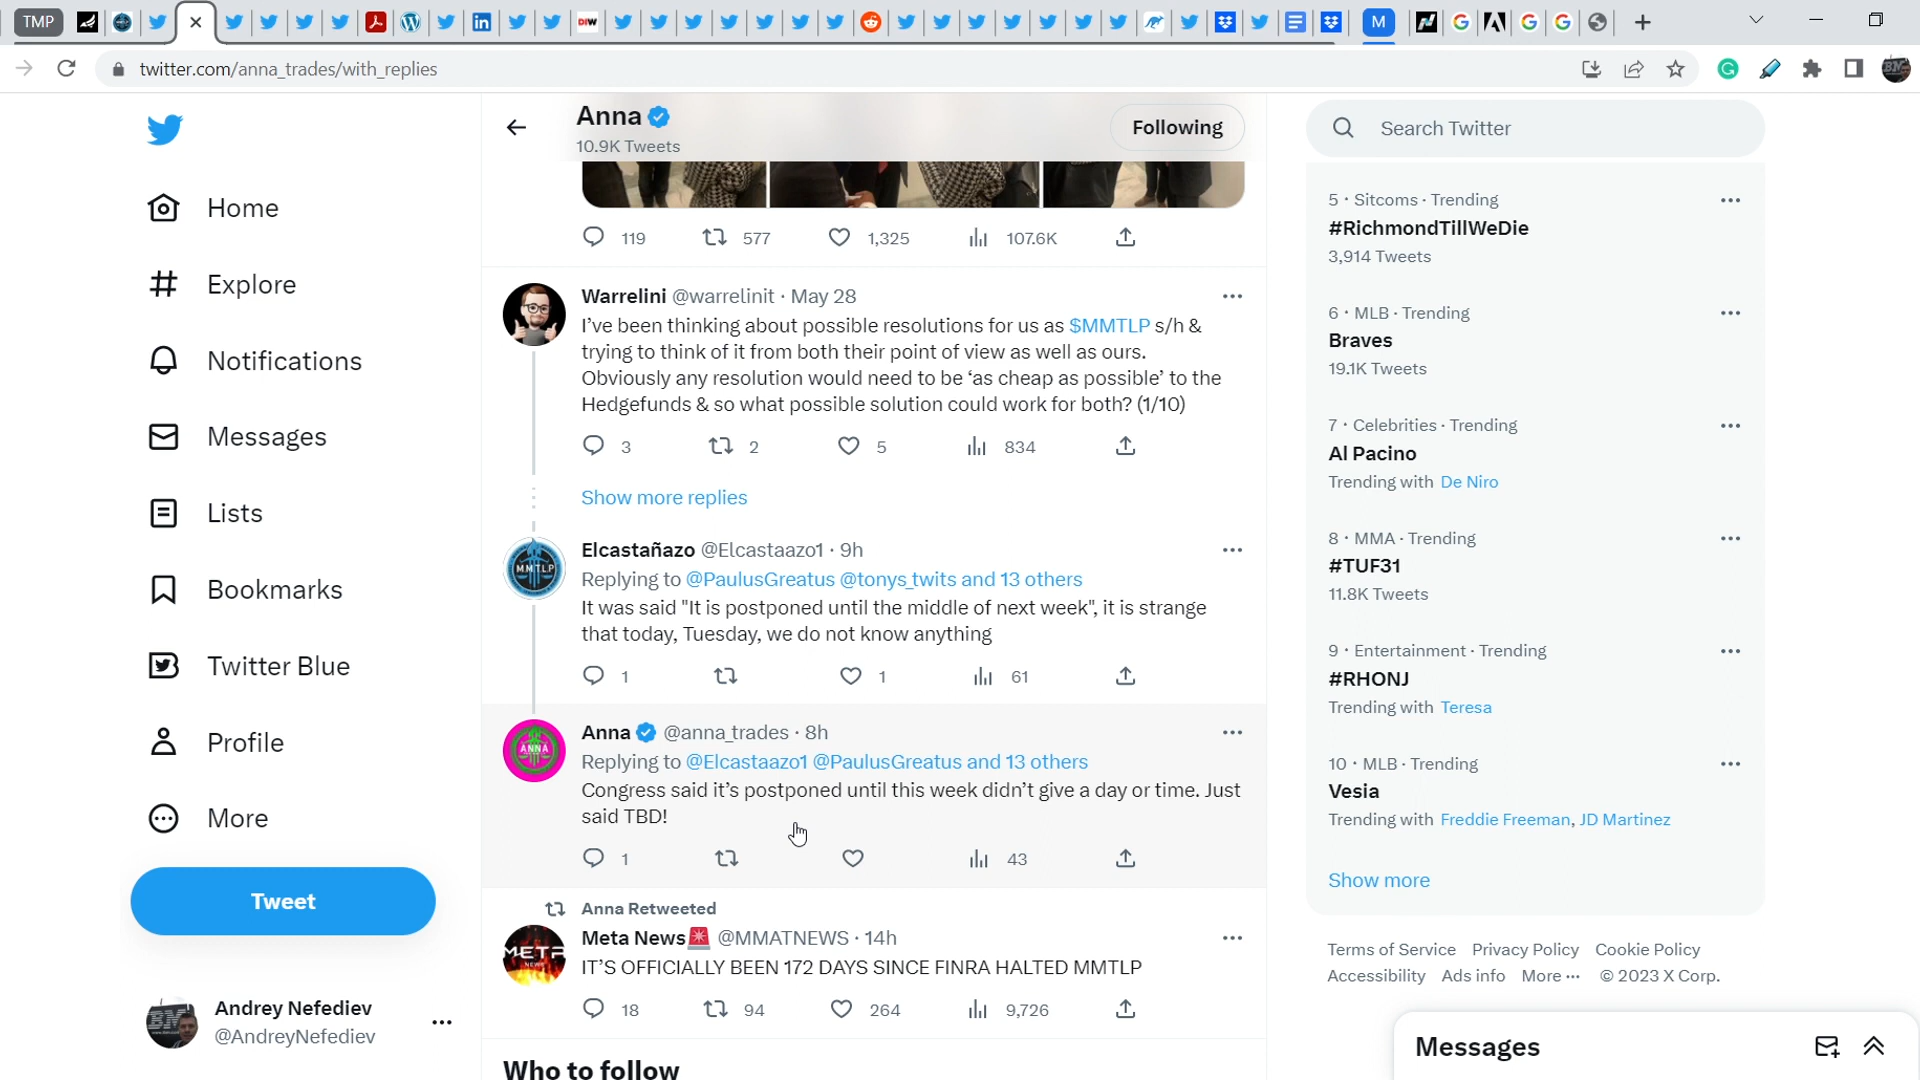 TMP
DIW
M
twitter.com/anna_trades/with_replies
Anna
10.9K Tweets
Following
Search Twitter
Home
Explore
Notifications
Messages
Lists
Bookmarks
Twitter Blue
Profile
More
Tweet
Andrey Nefediev
@AndreyNefediev
119 577 1,325 107.6K
Warrelini @warrelinit · May 28
I've been thinking about possible resolutions for us as $MMTLP s/h &
trying to think of it from both their point of view as well as ours.
Obviously any resolution would need to be 'as cheap as possible' to the
Hedgefunds & so what possible solution could work for both? (1/10)
3 2 5 834
Show more replies
MMTLP
Elcastañazo @Elcastaazo1 · 9h
Replying to @PaulusGreatus @tonys_twits and 13 others
It was said "It is postponed until the middle of next week", it is strange
that today, Tuesday, we do not know anything
1 1 61
ANNA
Anna @anna_trades · 8h
Replying to @Elcastaazo1 @PaulusGreatus and 13 others
Congress said it's postponed until this week didn't give a day or time. Just
said TBD!
1 43
Anna Retweeted
META
NEWS
Meta News @MMATNEWS · 14h
IT'S OFFICIALLY BEEN 172 DAYS SINCE FINRA HALTED MMTLP
18 94 264 9,726
Who to follow
5 · Sitcoms · Trending
#RichmondTillWeDie
3,914 Tweets
6 · MLB · Trending
Braves
19.1K Tweets
7 · Celebrities · Trending
Al Pacino
Trending with De Niro
8 · MMA · Trending
#TUF31
11.8K Tweets
9 · Entertainment · Trending
#RHONJ
Trending with Teresa
10 · MLB · Trending
Vesia
Trending with Freddie Freeman, JD Martinez
Show more
Terms of Service Privacy Policy Cookie Policy
Accessibility Ads info More ··· © 2023 X Corp.
Messages